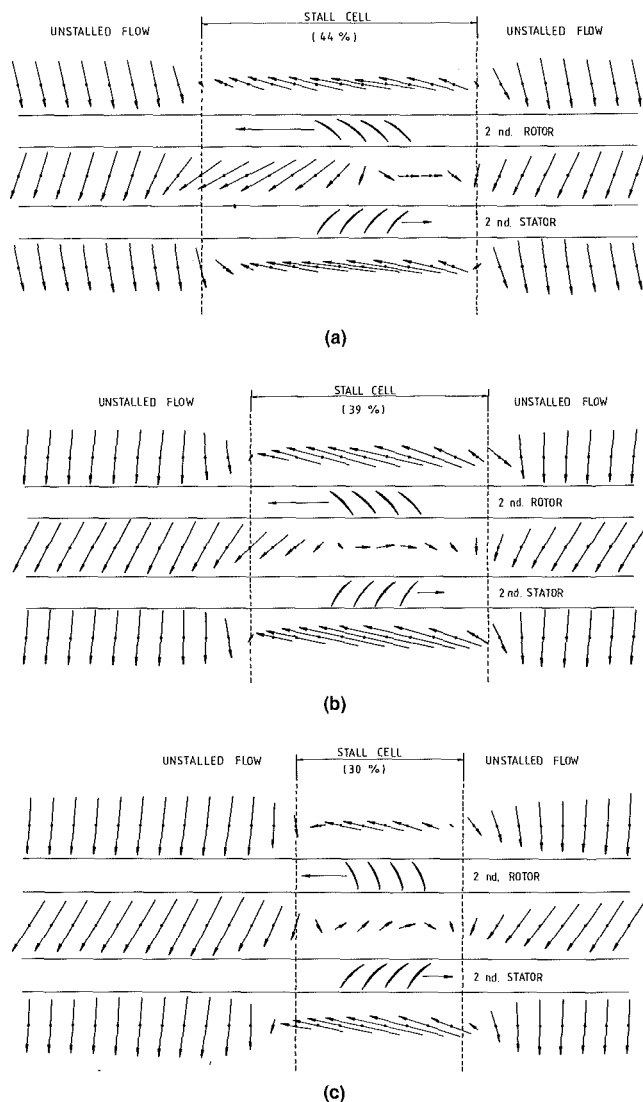 STALL CELL
UNSTALLED FLOW
(44 %)
UNSTALLED FLOW
2 nd. ROTOR
2 nd. STATOR
(a)
STALL CELL
UNSTALLED FLOW
(39 %)
UNSTALLED FLOW
2 nd. ROTOR
2 nd. STATOR
(b)
UNSTALLED FLOW
STALL CELL
(30 %)
UNSTALLED FLOW
2 nd. ROTOR
2 nd. STATOR
(c)